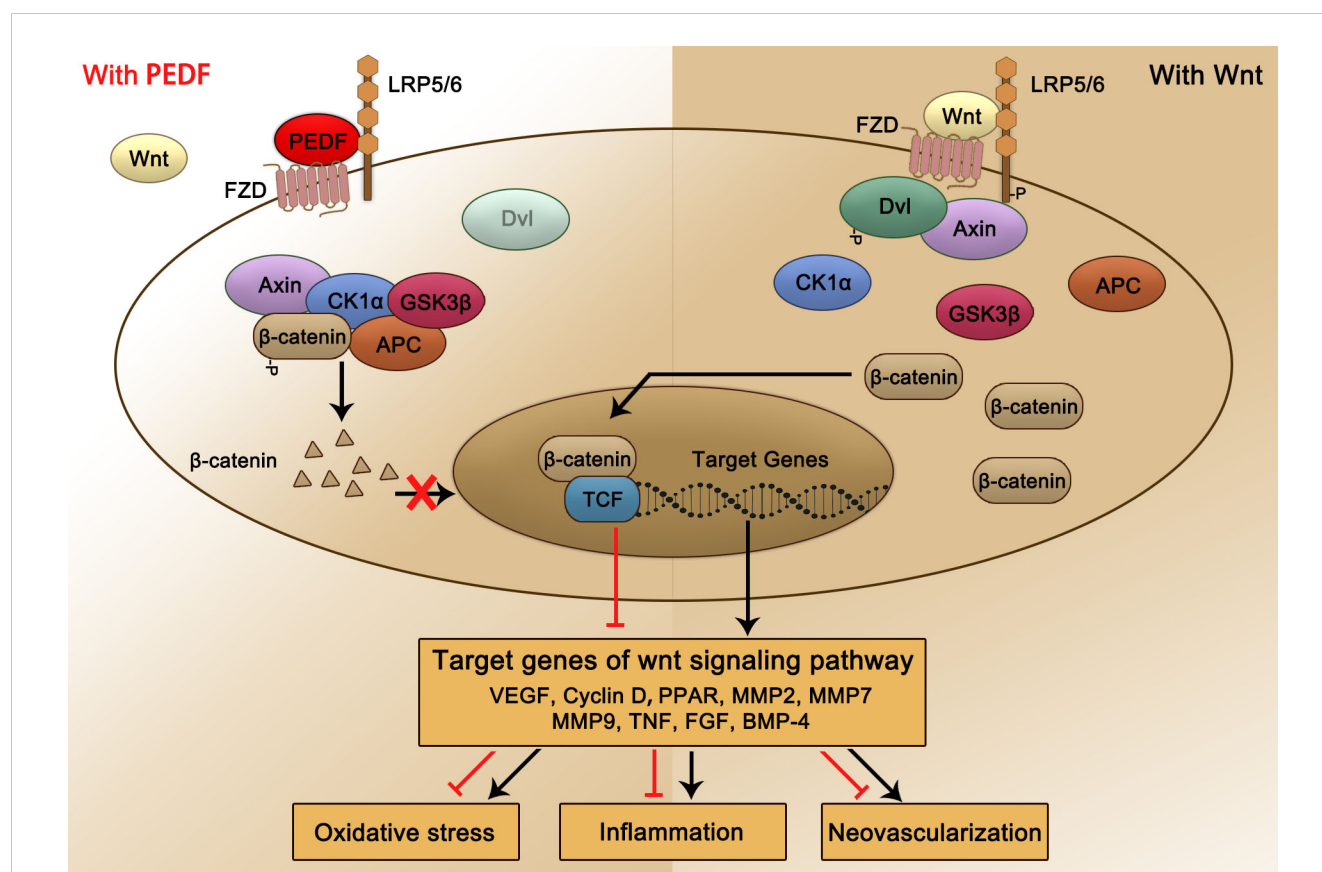 With PEDF
LRP5/6
PEDF
Wnt
FZD
Dvl
Axin
CK1α
GSK3β
β-catenin
APC
-P
β-catenin
With Wnt
LRP5/6
Wnt
FZD
-P
Dvl
Axin
-P
CK1α
APC
GSK3β
β-catenin
β-catenin
β-catenin
β-catenin
Target Genes
TCF
Target genes of wnt signaling pathway
VEGF, Cyclin D, PPAR, MMP2, MMP7
MMP9, TNF, FGF, BMP-4
Oxidative stress
Inflammation
Neovascularization